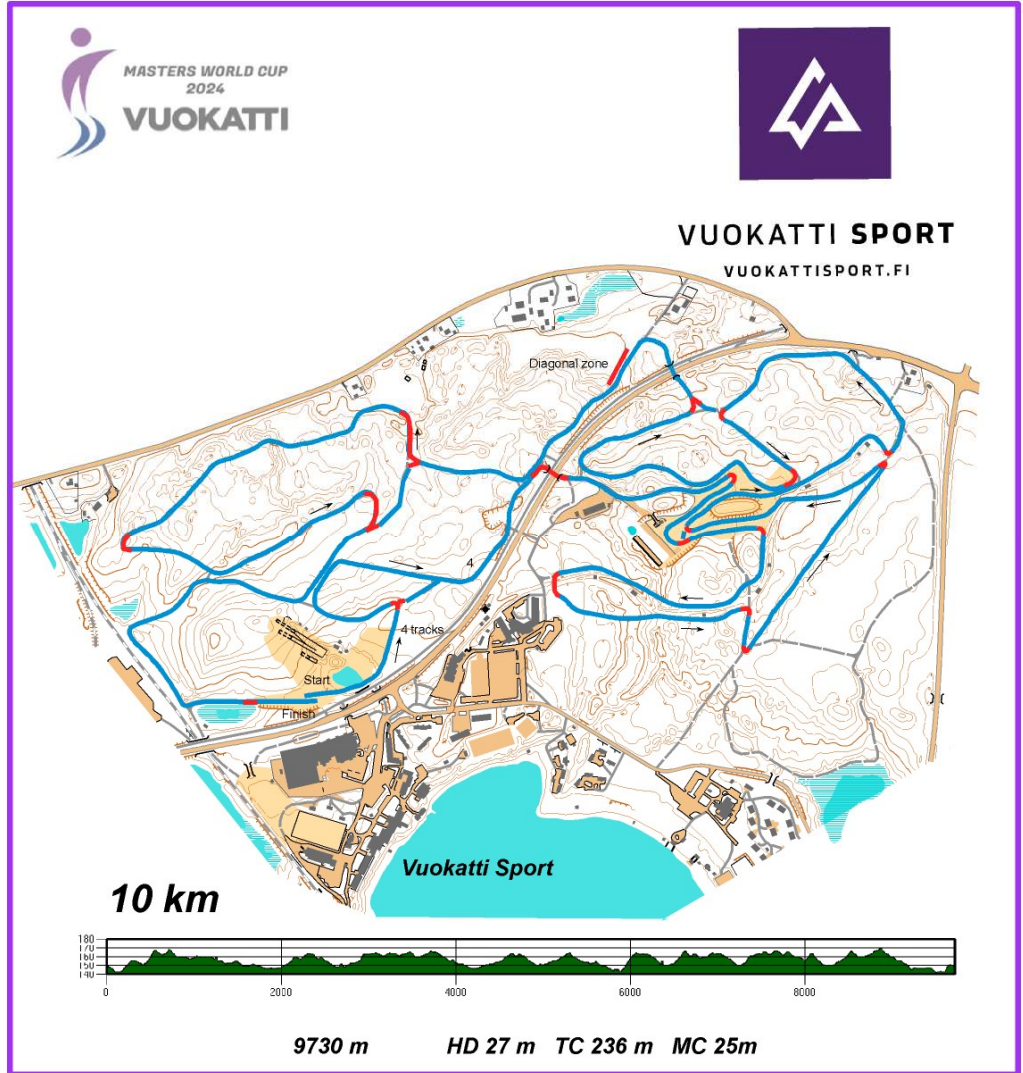 MASTERS WORLD CUP
2024
VUOKATTI
VUOKATTI SPORT
VUOKATTISPORT.FI
Diagonal zone
4
4 tracks
Start
Finish
Vuokatti Sport
10 km
180
170
160
150
140
0
2000
4000
6000
8000
9730 m HD 27 m TC 236 m MC 25m